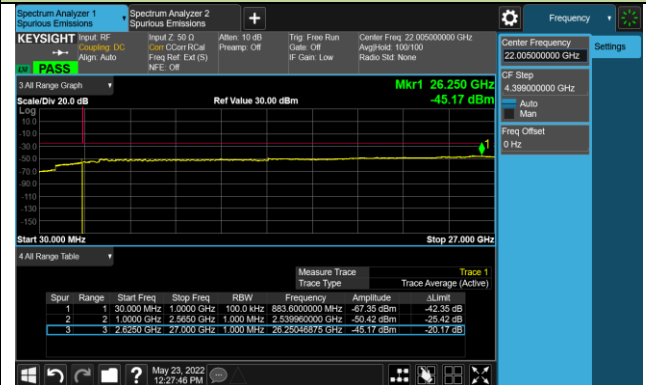 Spectrum Analyzer 1
Spurious Emissions
Spectrum Analyzer 2
Spurious Emissions
+
Frequency
KEYSIGHT
Input: RF
Coupling: DC
Align: Auto
Input Z: 50 Ω
Corr CCorr RCal
Freq Ref: Ext (S)
NFE: Off
Atten: 10 dB
Preamp: Off
Trig: Free Run
Gate: Off
IF Gain: Low
Center Freq: 22.005000000 GHz
Avg|Hold: 100/100
Radio Std: None
PASS
Center Frequency
22.005000000 GHz
Settings
CF Step
4.399000000 GHz
Auto
Man
Freq Offset
0 Hz
3 All Range Graph
Mkr1 26.250 GHz
-45.17 dBm
Scale/Div 20.0 dB
Ref Value 30.00 dBm
Log
10.0
-10.0
-30.0
-50.0
-70.0
-90.0
-110
-130
-150
1
Start 30.000 MHz
Stop 27.000 GHz
4 All Range Table
Measure Trace Trace 1
Trace Type Trace Average (Active)
Spur Range Start Freq Stop Freq RBW Frequency Amplitude ΔLimit
1 1 30.000 MHz 1.0000 GHz 100.0 kHz 883.6000000 MHz -67.35 dBm -42.35 dB
2 2 1.0000 GHz 2.5650 GHz 1.000 MHz 2.539960000 GHz -50.42 dBm -25.42 dB
3 3 2.6250 GHz 27.000 GHz 1.000 MHz 26.25046875 GHz -45.17 dBm -20.17 dB
?
May 23, 2022
12:27:46 PM